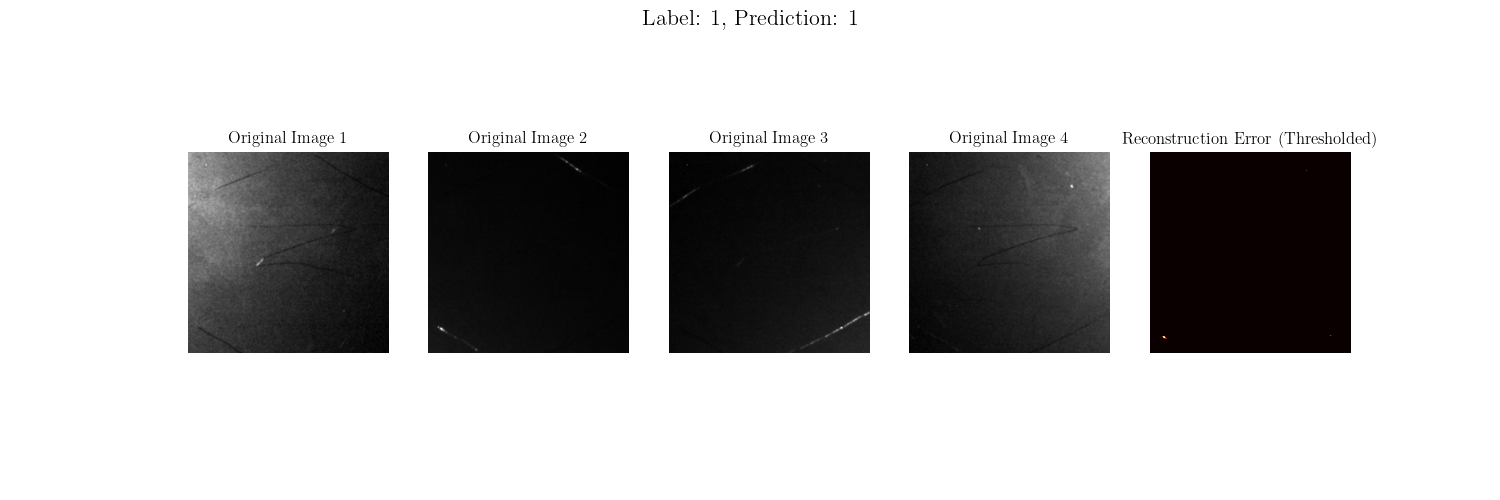 Label: 1, Prediction: 1
Original Image 1
Original Image 2
Original Image 3
Original Image 4
Reconstruction Error (Thresholded)